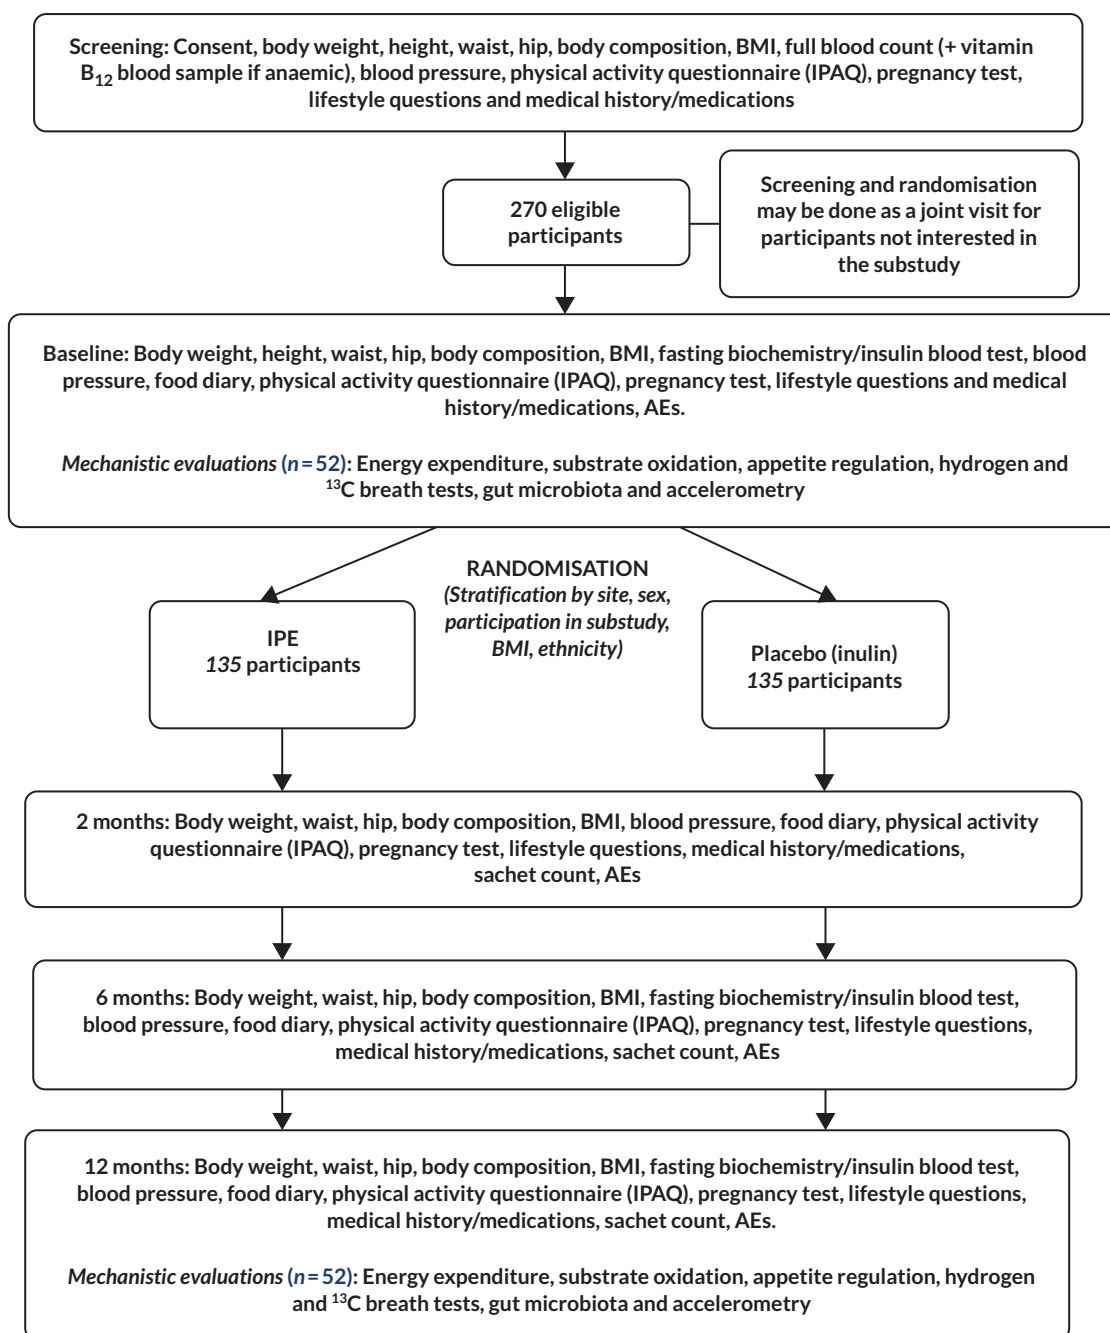 Screening: Consent, body weight, height, waist, hip, body composition, BMI, full blood count (+ vitamin
B12 blood sample if anaemic), blood pressure, physical activity questionnaire (IPAQ), pregnancy test,
lifestyle questions and medical history/medications
270 eligible
participants
Screening and randomisation
may be done as a joint visit for
participants not interested in
the substudy
Baseline: Body weight, height, waist, hip, body composition, BMI, fasting biochemistry/insulin blood test, blood
pressure, food diary, physical activity questionnaire (IPAQ), pregnancy test, lifestyle questions and medical
history/medications, AEs.
Mechanistic evaluations (n = 52): Energy expenditure, substrate oxidation, appetite regulation, hydrogen and
13C breath tests, gut microbiota and accelerometry
RANDOMISATION
(Stratification by site, sex,
participation in substudy,
BMI, ethnicity)
IPE
135 participants
Placebo (inulin)
135 participants
2 months: Body weight, waist, hip, body composition, BMI, blood pressure, food diary, physical activity
questionnaire (IPAQ), pregnancy test, lifestyle questions, medical history/medications,
sachet count, AEs
6 months: Body weight, waist, hip, body composition, BMI, fasting biochemistry/insulin blood test,
blood pressure, food diary, physical activity questionnaire (IPAQ), pregnancy test, lifestyle questions,
medical history/medications, sachet count, AEs
12 months: Body weight, waist, hip, body composition, BMI, fasting biochemistry/insulin blood test,
blood pressure, food diary, physical activity questionnaire (IPAQ), pregnancy test, lifestyle questions,
medical history/medications, sachet count, AEs.
Mechanistic evaluations (n = 52): Energy expenditure, substrate oxidation, appetite regulation, hydrogen
and 13C breath tests, gut microbiota and accelerometry